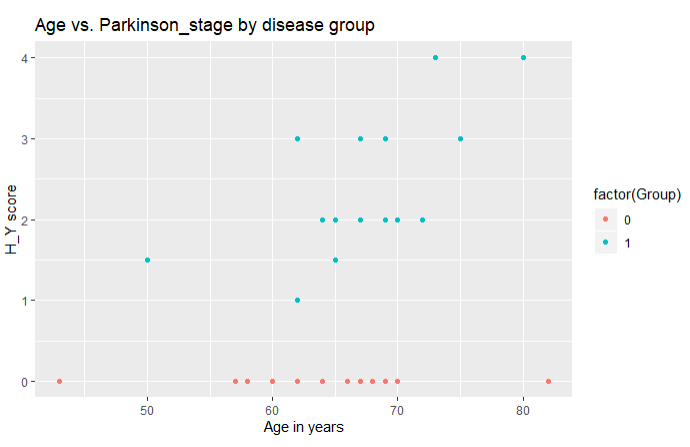 Age vs. Parkinson_stage by disease group
4
3
2
1
0
H_Y score
50
60
70
80
Age in years
factor(Group)
0
1